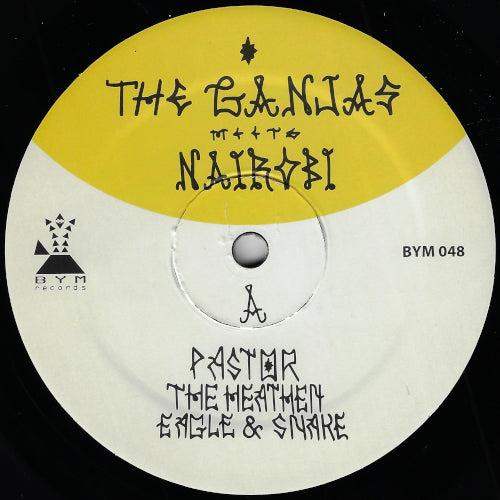 THE GANJAS
MEETS
NAIROBI
BYM
records
BYM 048
A
PASTOR
THE HEATHEN
EAGLE & SNAKE